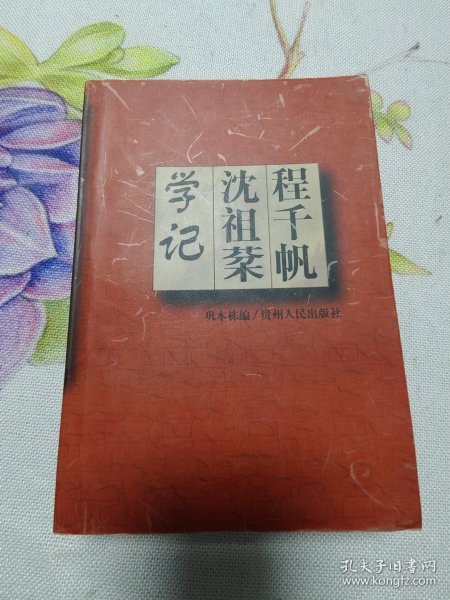 程千帆
沈祖棻
学记
巩本栋编/贵州人民出版社
孔夫子旧书网
www.kongfz.com